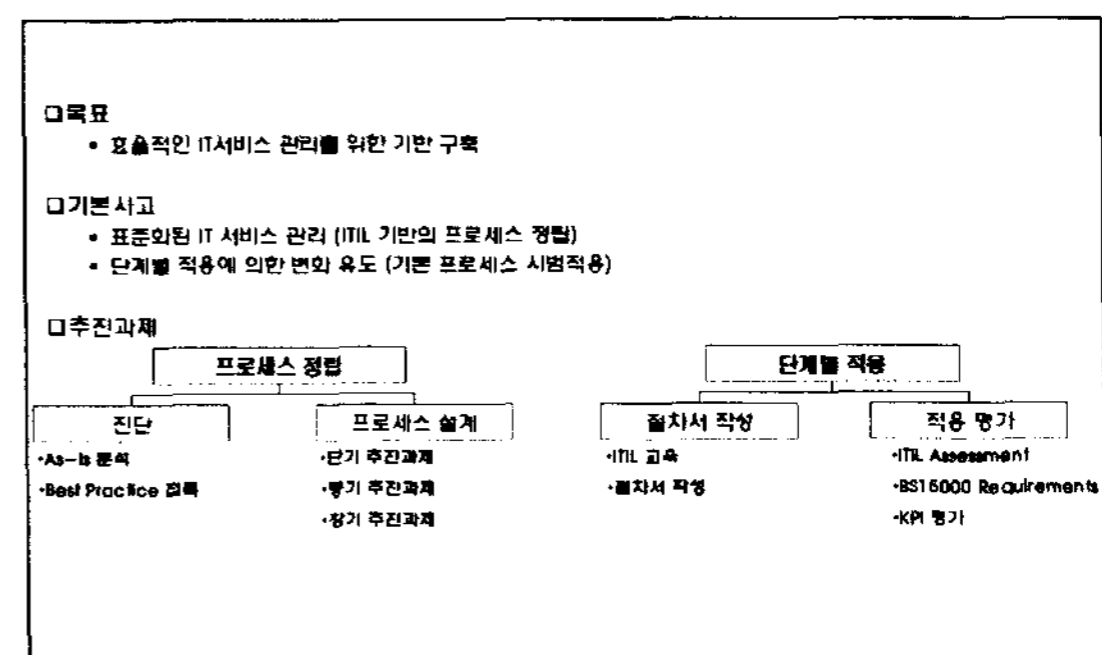 □목표
• 효율적인 IT서비스 관리를 위한 기반 구축
□기본사고
• 표준화된 IT 서비스 관리 (ITIL 기반의 프로세스 정립)
• 단계별 적용에 의한 변화 유도 (기본 프로세스 시범적용)
□추진과제
프로세스 정립
단계별 적용
진단
프로세스 설계
절차서 작성
적용 평가
•As-Is 분석
•Best Practice 접목
•단기 추진과제
•중기 추진과제
•장기 추진과제
•ITIL 교육
•절차서 작성
•ITIL Assessment
•BS15000 Requirements
•KPI 평가